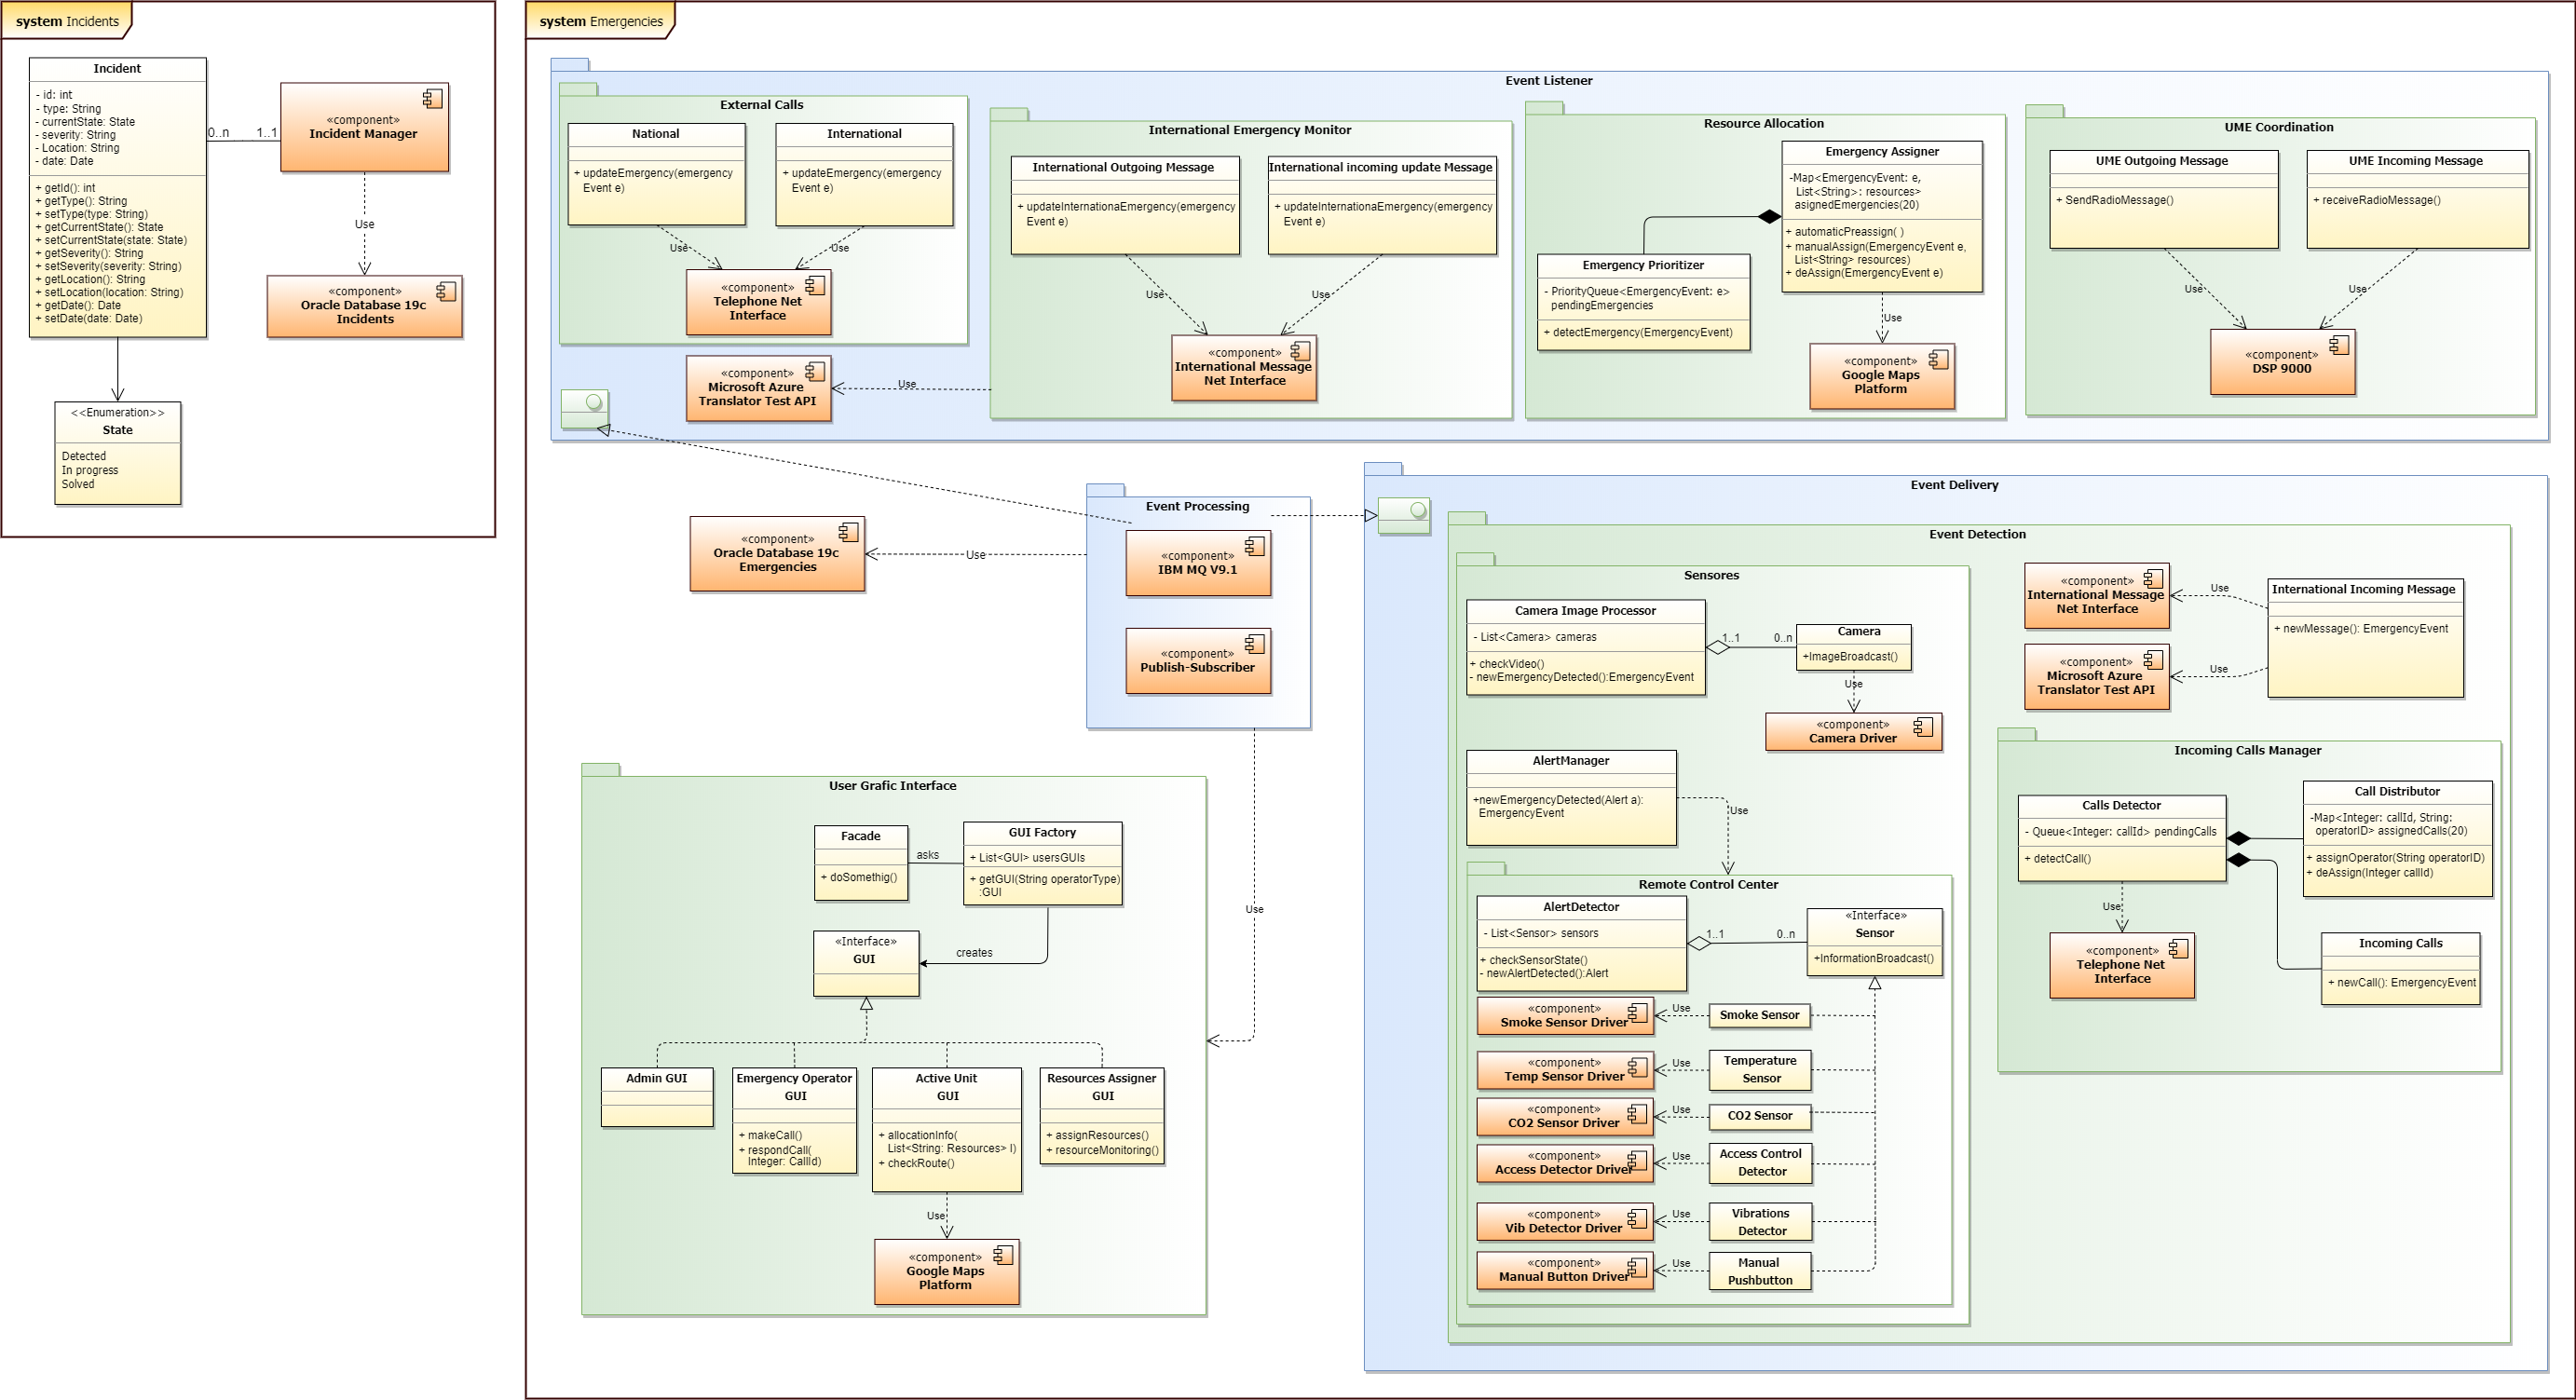 system Incidents
Incident
- id: int
- type: String
- currentState: State
- severity: String
- Location: String
- date: Date
+ getId(): int
+ getType(): String
+ setType(type: String)
+ getCurrentState(): State
+ setCurrentState(state: State)
+ getSeverity(): String
+ setSeverity(severity: String)
+ getLocation(): String
+ setLocation(location: String)
+ getDate(): Date
+ setDate(date: Date)
0..n
1..1
«component»
Incident Manager
Use
«component»
Oracle Database 19c
Incidents
<<Enumeration>>
State
Detected
In progress
Solved
system Emergencies
Event Listener
External Calls
National
+ updateEmergency(emergency
Event e)
International
+ updateEmergency(emergency
Event e)
Use
Use
«component»
Telephone Net
Interface
«component»
Microsoft Azure
Translator Test API
Use
International Emergency Monitor
International Outgoing Message
+ updateInternationaEmergency(emergency
Event e)
International incoming update Message
+ updateInternationaEmergency(emergency
Event e)
Use
Use
«component»
International Message
Net Interface
Resource Allocation
Emergency Assigner
-Map<EmergencyEvent: e,
List<String>: resources>
asignedEmergencies(20)
+ automaticPreassign( )
+ manualAssign(EmergencyEvent e,
List<String> resources)
+ deAssign(EmergencyEvent e)
Emergency Prioritizer
- PriorityQueue<EmergencyEvent: e>
pendingEmergencies
+ detectEmergency(EmergencyEvent)
Use
«component»
Google Maps
Platform
UME Coordination
UME Outgoing Message
+ SendRadioMessage()
UME Incoming Message
+ receiveRadioMessage()
Use
Use
«component»
DSP 9000
Event Processing
«component»
IBM MQ V9.1
«component»
Publish-Subscriber
Use
«component»
Oracle Database 19c
Emergencies
Use
User Grafic Interface
Facade
+ doSomethig()
asks
GUI Factory
+ List<GUI> usersGUIs
+ getGUI(String operatorType)
:GUI
«Interface»
GUI
creates
Admin GUI
Emergency Operator
GUI
+ makeCall()
+ respondCall(
Integer: CallId)
Active Unit
GUI
+ allocationInfo(
List<String: Resources> l)
+ checkRoute()
Resources Assigner
GUI
+ assignResources()
+ resourceMonitoring()
Use
«component»
Google Maps
Platform
Event Delivery
Event Detection
Sensores
Camera Image Processor
- List<Camera> cameras
+ checkVideo()
- newEmergencyDetected():EmergencyEvent
1..1
0..n
Camera
+ImageBroadcast()
Use
«component»
Camera Driver
AlertManager
+newEmergencyDetected(Alert a):
EmergencyEvent
Use
Remote Control Center
AlertDetector
- List<Sensor> sensors
+ checkSensorState()
- newAlertDetected():Alert
1..1
0..n
«Interface»
Sensor
+InformationBroadcast()
«component»
Smoke Sensor Driver
Use
Smoke Sensor
«component»
Temp Sensor Driver
Use
Temperature
Sensor
«component»
CO2 Sensor Driver
Use
CO2 Sensor
«component»
Access Detector Driver
Use
Access Control
Detector
«component»
Vib Detector Driver
Use
Vibrations
Detector
«component»
Manual Button Driver
Use
Manual
Pushbutton
«component»
International Message
Net Interface
Use
«component»
Microsoft Azure
Translator Test API
Use
International Incoming Message
+ newMessage(): EmergencyEvent
Incoming Calls Manager
Calls Detector
- Queue<Integer: callId> pendingCalls
+ detectCall()
Call Distributor
-Map<Integer: callId, String:
operatorID> assignedCalls(20)
+ assignOperator(String operatorID)
+ deAssign(Integer callId)
Use
«component»
Telephone Net
Interface
Incoming Calls
+ newCall(): EmergencyEvent